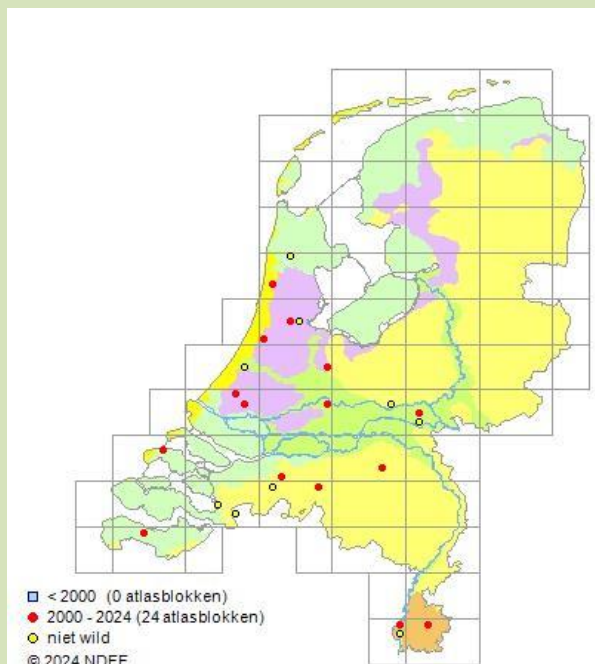 < 2000 (0 atlasblokken)
2000 - 2024 (24 atlasblokken)
niet wild
© 2024 NDFF